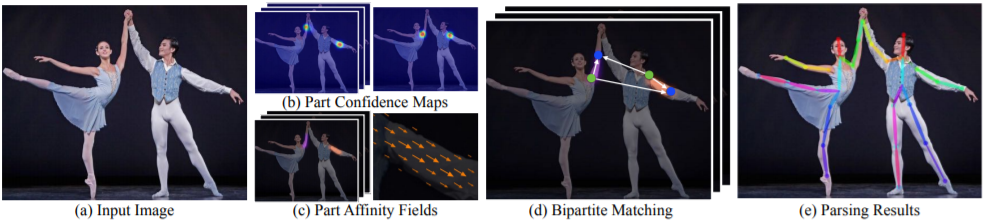 (b) Part Confidence Maps
(a) Input Image
(c) Part Affinity Fields
(d) Bipartite Matching
(e) Parsing Results